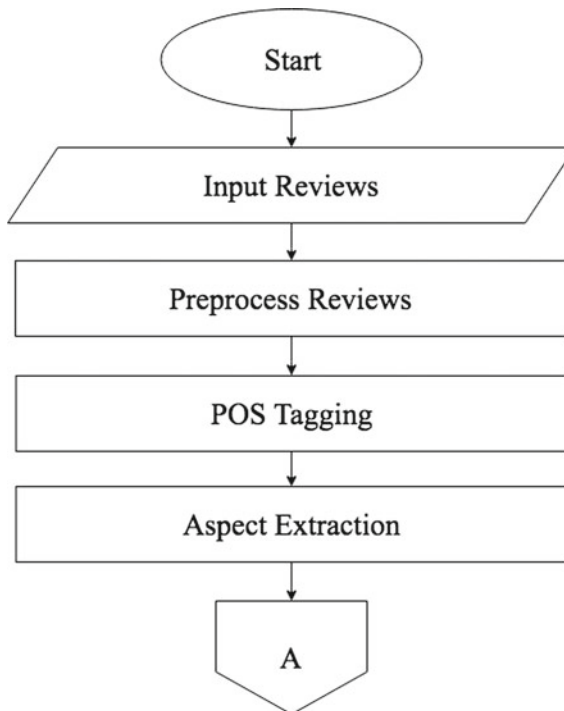 Start
Input Reviews
Preprocess Reviews
POS Tagging
Aspect Extraction
A